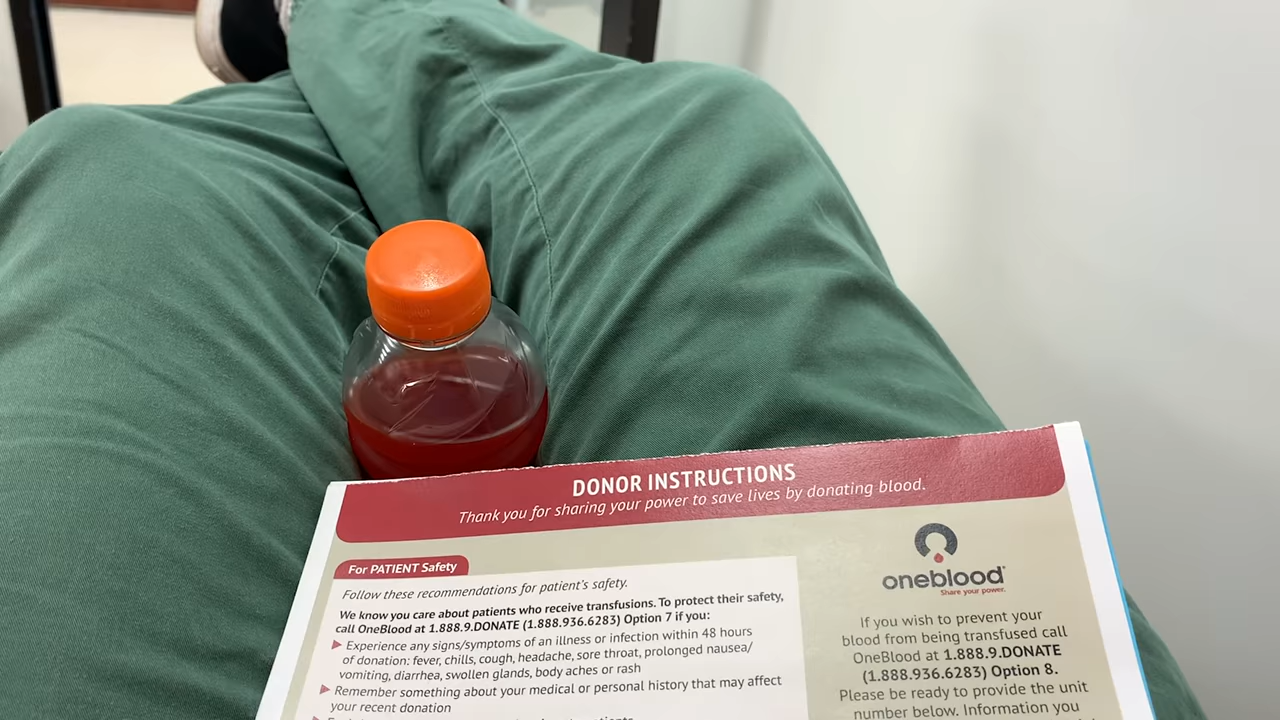 DONOR INSTRUCTIONS
Thank you for sharing your power to save lives by donating blood.
For PATIENT Safety
Follow these recommendations for patient's safety.
We know you care about patients who receive transfusions. To protect their safety,
call OneBlood at 1.888.9.DONATE (1.888.936.6283) Option 7 if you:
Experience any signs/symptoms of an illness or infection within 48 hours
of donation: fever, chills, cough, headache, sore throat, prolonged nausea/
vomiting, diarrhea, swollen glands, body aches or rash
Remember something about your medical or personal history that may affect
your recent donation
oneblood®
Share your power.
If you wish to prevent your
blood from being transfused call
OneBlood at 1.888.9.DONATE
(1.888.936.6283) Option 8.
Please be ready to provide the unit
number below. Information you